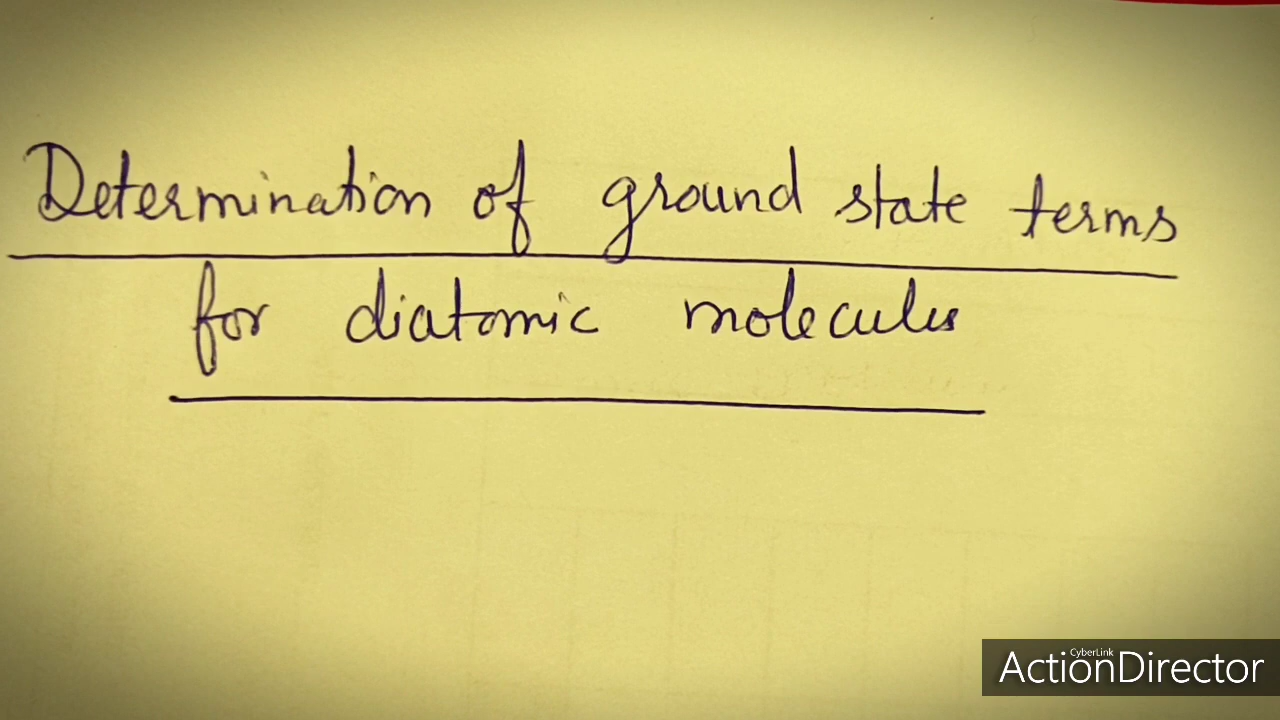 Determination of ground state terms
for diatomic molecules
CyberLink
ActionDirector